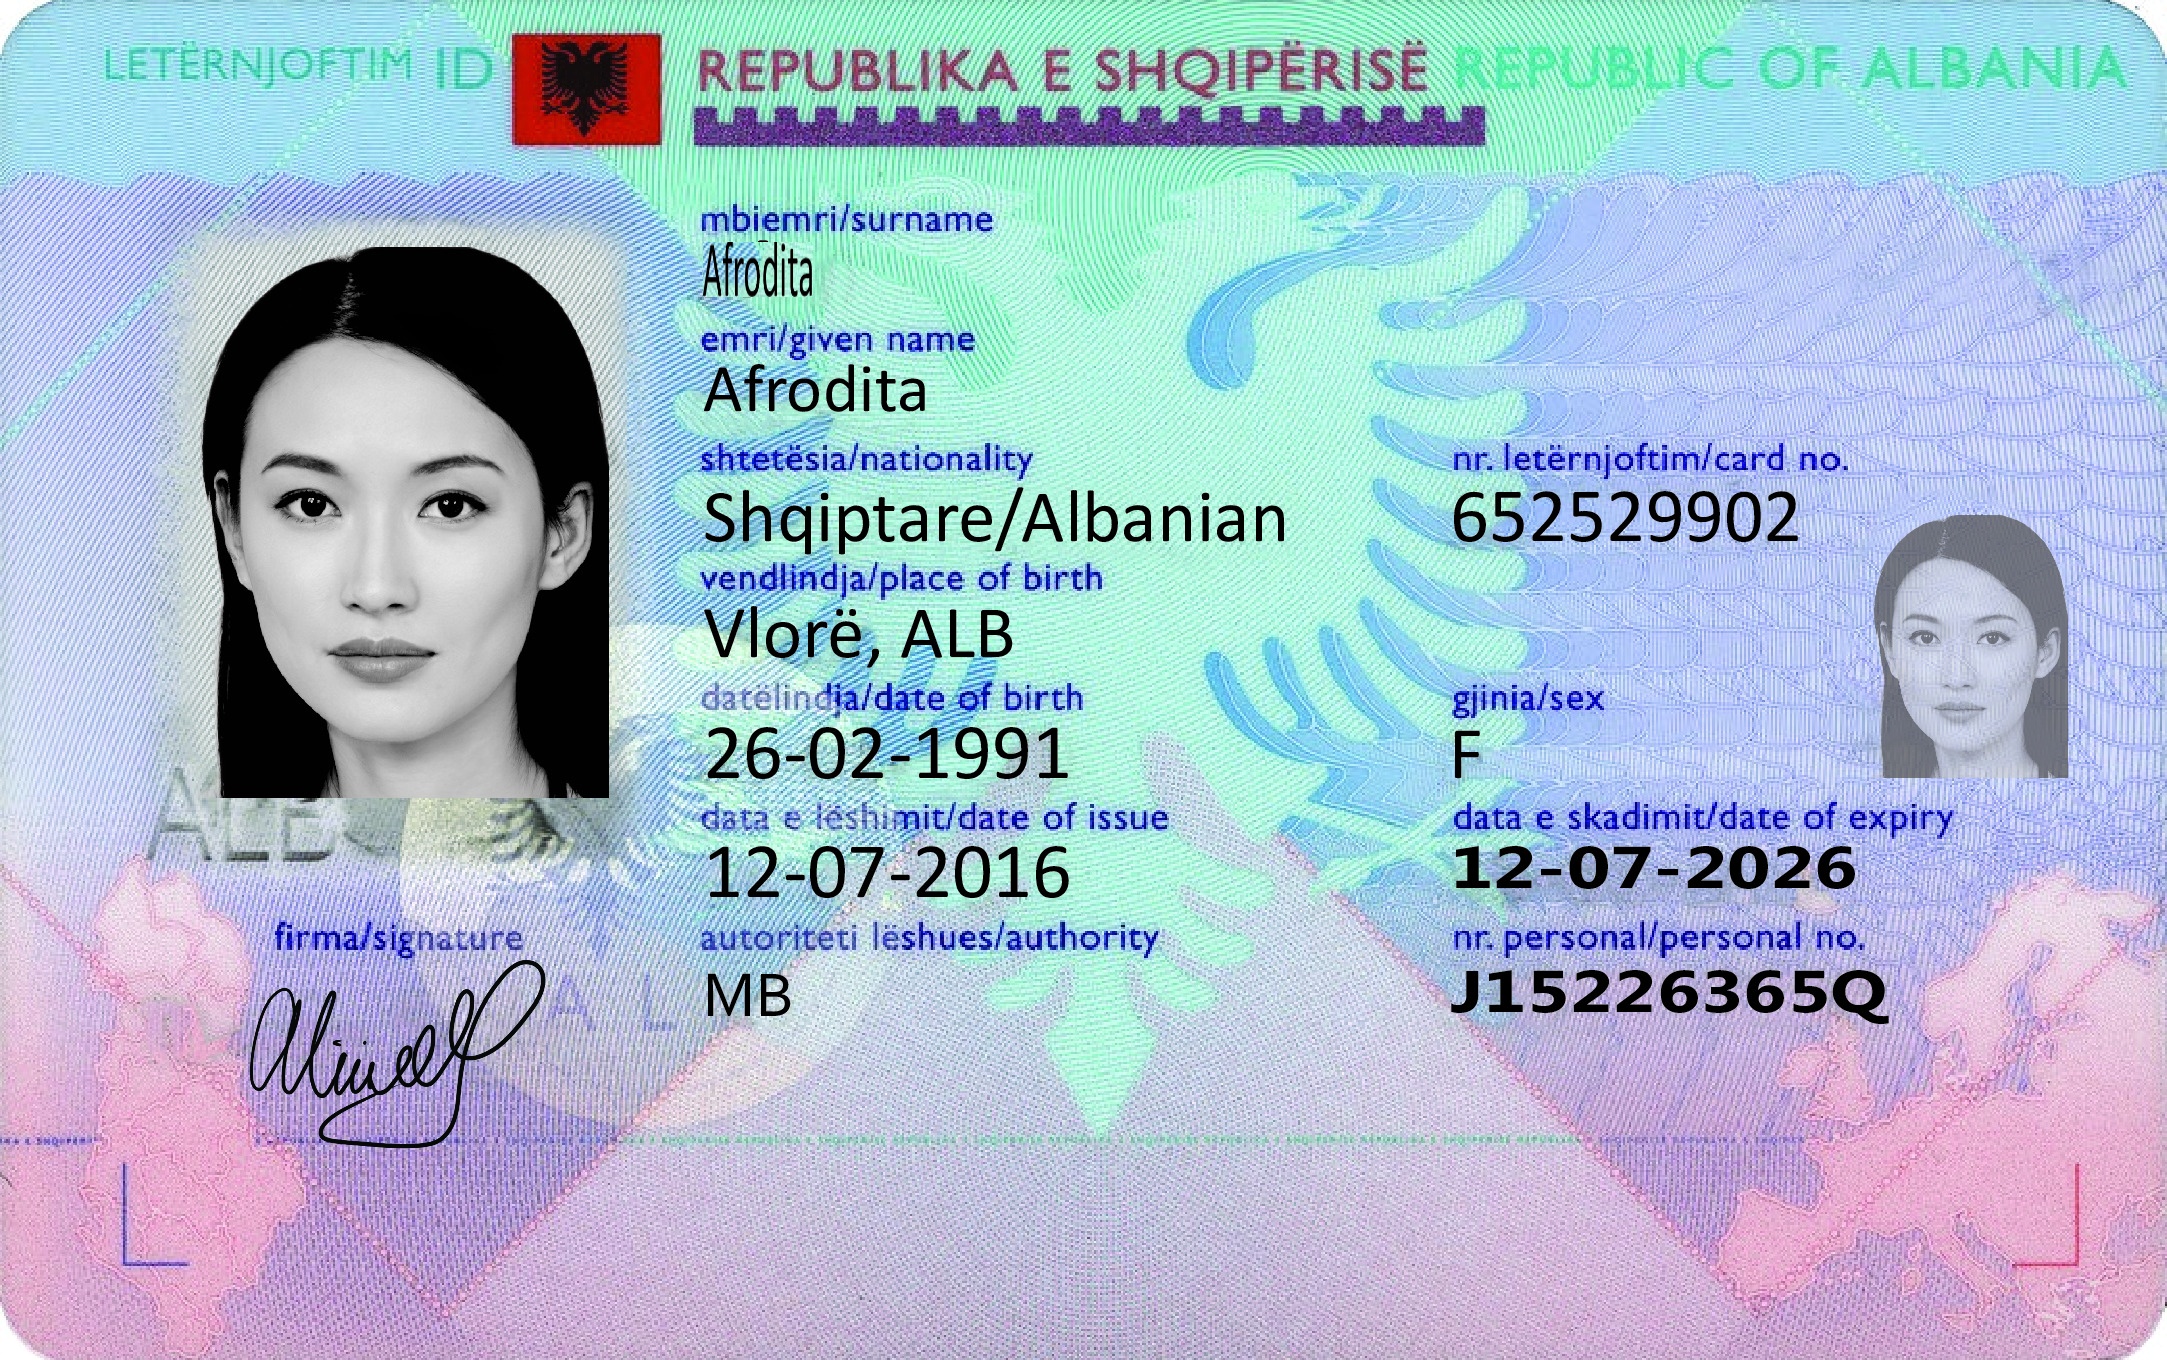 LETËRNJOFTIM ID REPUBLIKA E SHQIPËRISË REPUBLIC OF ALBANIA
mbiemri/surname
Afrodita
emri/given name
Afrodita
shtetësia/nationality nr. letërnjoftim/card no.
Shqiptare/Albanian 652529902
vendlindja/place of birth
Vlorë, ALB
datëlindja/date of birth gjinia/sex
26-02-1991 F
data e lëshimit/date of issue data e skadimit/date of expiry
12-07-2016 12-07-2026
ALB
firma/signature autoriteti lëshues/authority nr. personal/personal no.
MB J15226365Q
A L